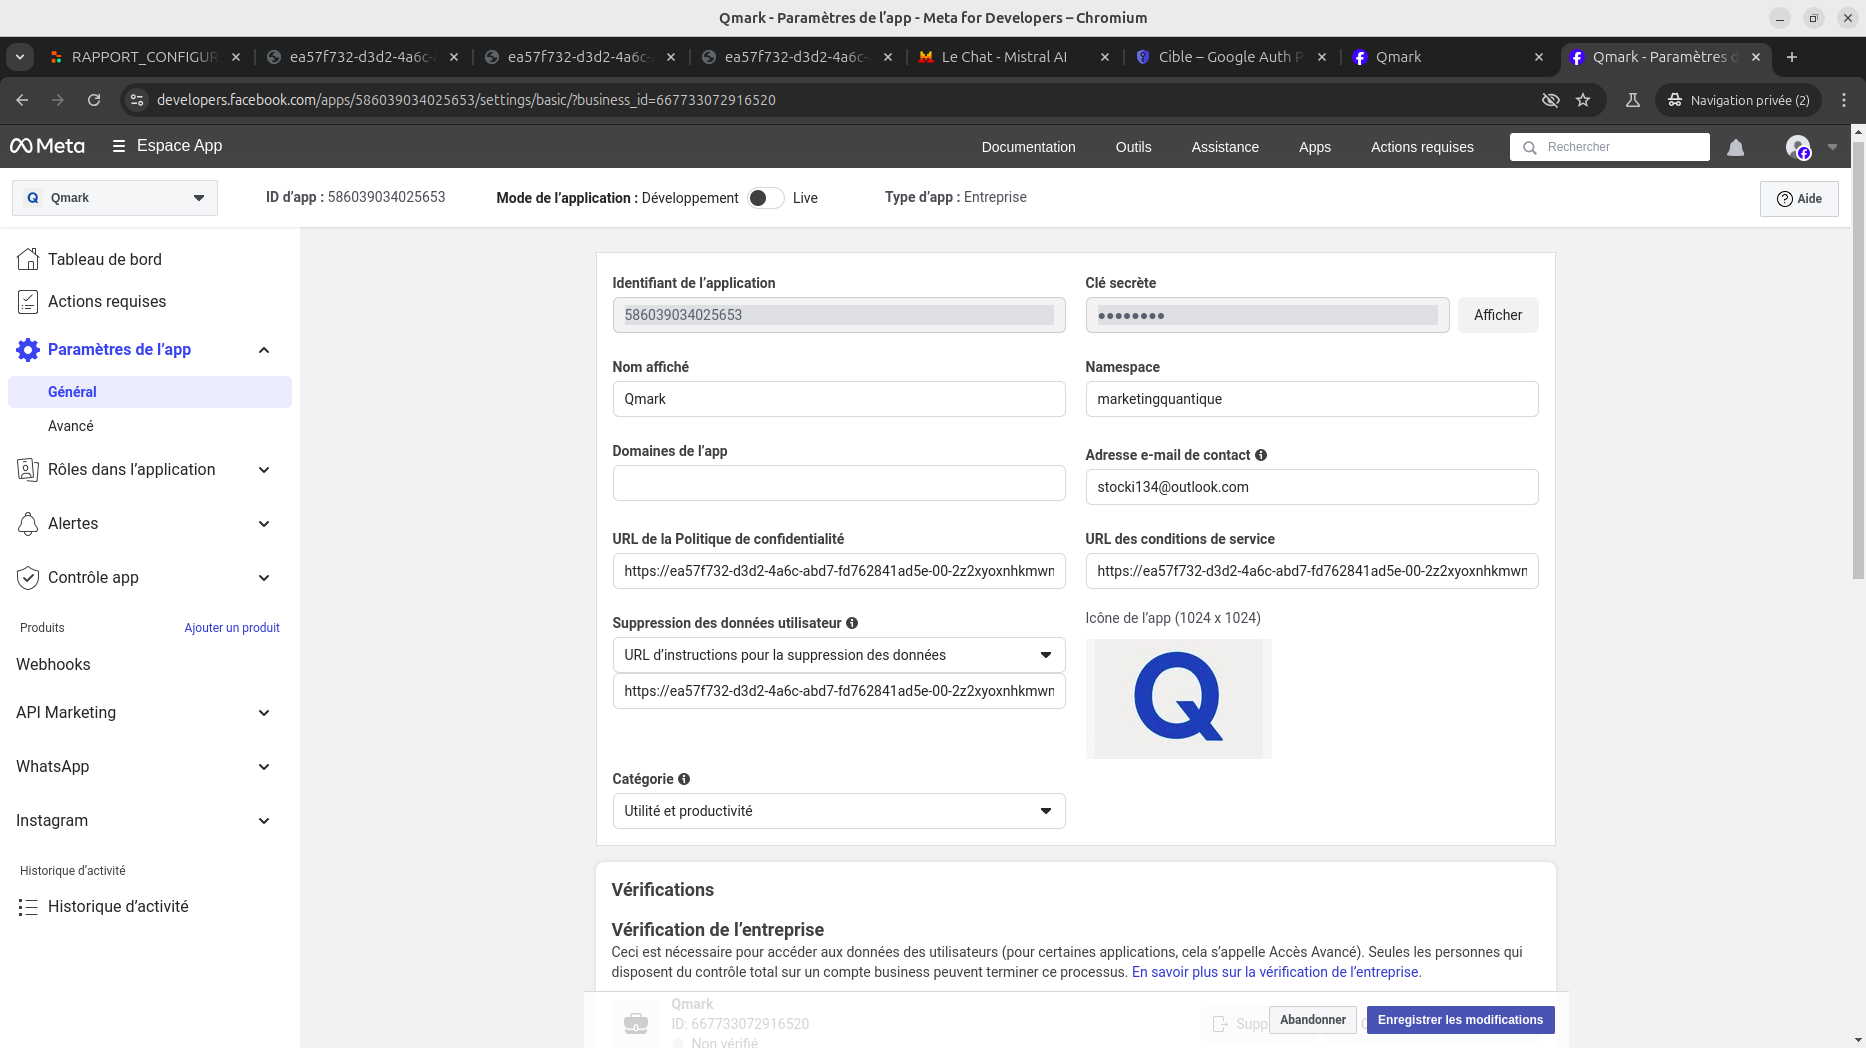 Qmark - Paramètres de l’app - Meta for Developers – Chromium
RAPPORT_CONFIGUR
ea57f732-d3d2-4a6c-
ea57f732-d3d2-4a6c-
ea57f732-d3d2-4a6c-
Le Chat - Mistral AI
Cible – Google Auth P
Qmark
Qmark - Paramètres d
developers.facebook.com/apps/586039034025653/settings/basic/?business_id=667733072916520
Navigation privée (2)
Meta
Espace App
Documentation
Outils
Assistance
Apps
Actions requises
Rechercher
Q Qmark
ID d’app : 586039034025653
Mode de l’application : Développement
Live
Type d’app : Entreprise
Aide
Tableau de bord
Actions requises
Paramètres de l’app
Général
Avancé
Rôles dans l’application
Alertes
Contrôle app
Produits
Ajouter un produit
Webhooks
API Marketing
WhatsApp
Instagram
Historique d’activité
Historique d’activité
Identifiant de l’application
586039034025653
Clé secrète
••••••••
Afficher
Nom affiché
Qmark
Namespace
marketingquantique
Domaines de l’app
Adresse e-mail de contact
stocki134@outlook.com
URL de la Politique de confidentialité
https://ea57f732-d3d2-4a6c-abd7-fd762841ad5e-00-2z2xyoxnhkmwn
URL des conditions de service
https://ea57f732-d3d2-4a6c-abd7-fd762841ad5e-00-2z2xyoxnhkmwn
Suppression des données utilisateur
URL d’instructions pour la suppression des données
https://ea57f732-d3d2-4a6c-abd7-fd762841ad5e-00-2z2xyoxnhkmwn
Icône de l’app (1024 x 1024)
Q
Catégorie
Utilité et productivité
Vérifications
Vérification de l’entreprise
Ceci est nécessaire pour accéder aux données des utilisateurs (pour certaines applications, cela s’appelle Accès Avancé). Seules les personnes qui
disposent du contrôle total sur un compte business peuvent terminer ce processus. En savoir plus sur la vérification de l’entreprise.
Qmark
ID: 667733072916520
Non vérifié
Supp
Abandonner
Enregistrer les modifications